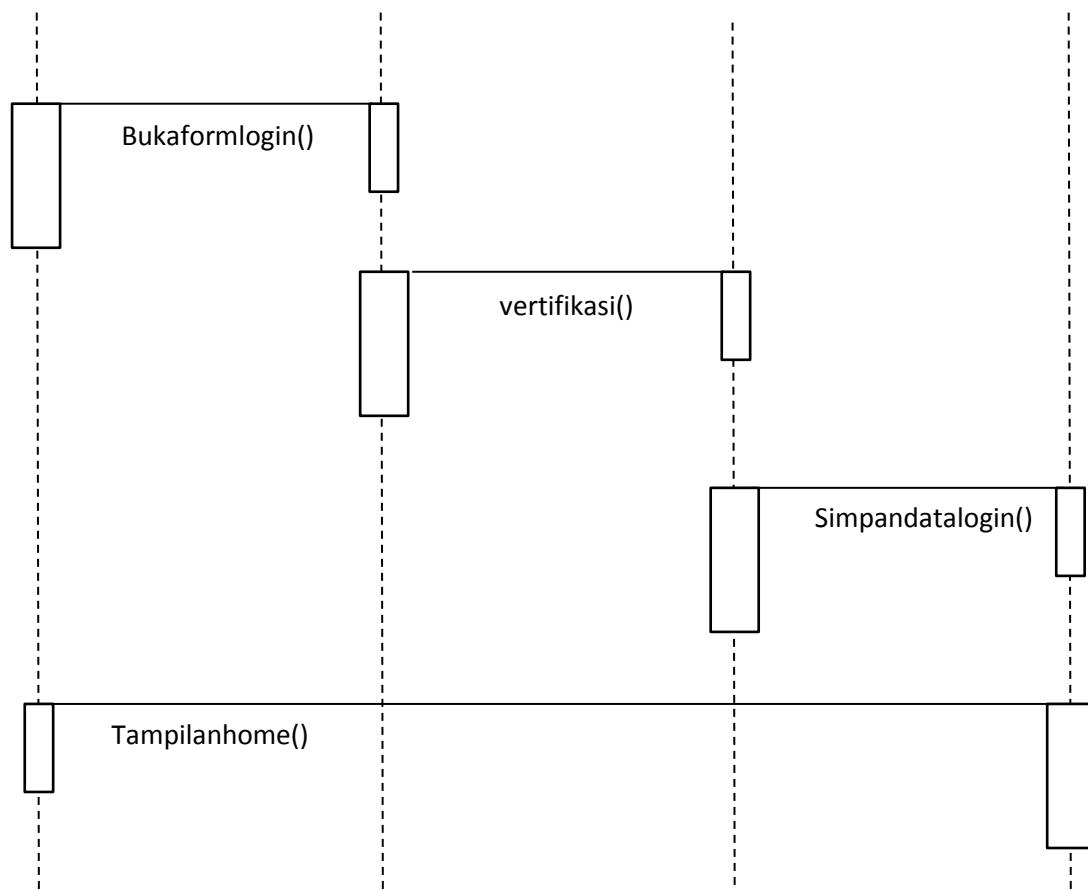 Bukaformlogin()
vertifikasi()
Simpandatalogin()
Tampilanhome()